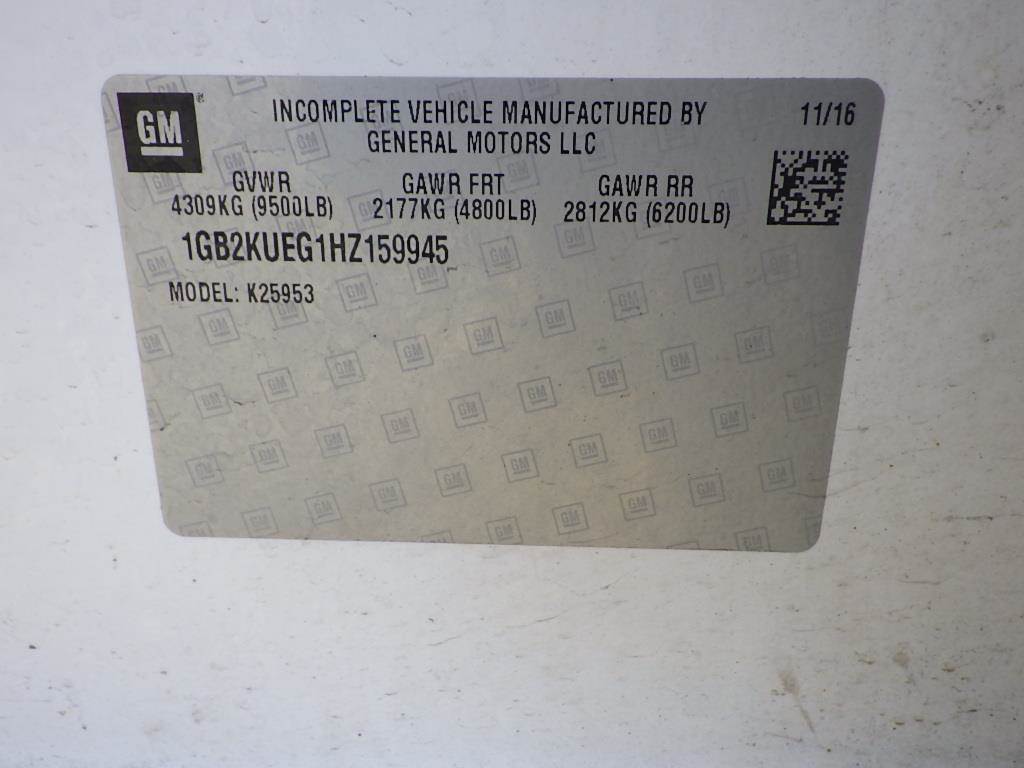 GM
INCOMPLETE VEHICLE MANUFACTURED BY
GENERAL MOTORS LLC
11/16
GVWR GAWR FRT GAWR RR
4309KG (9500LB) 2177KG (4800LB) 2812KG (6200LB)
1GB2KUEG1HZ159945
MODEL: K25953